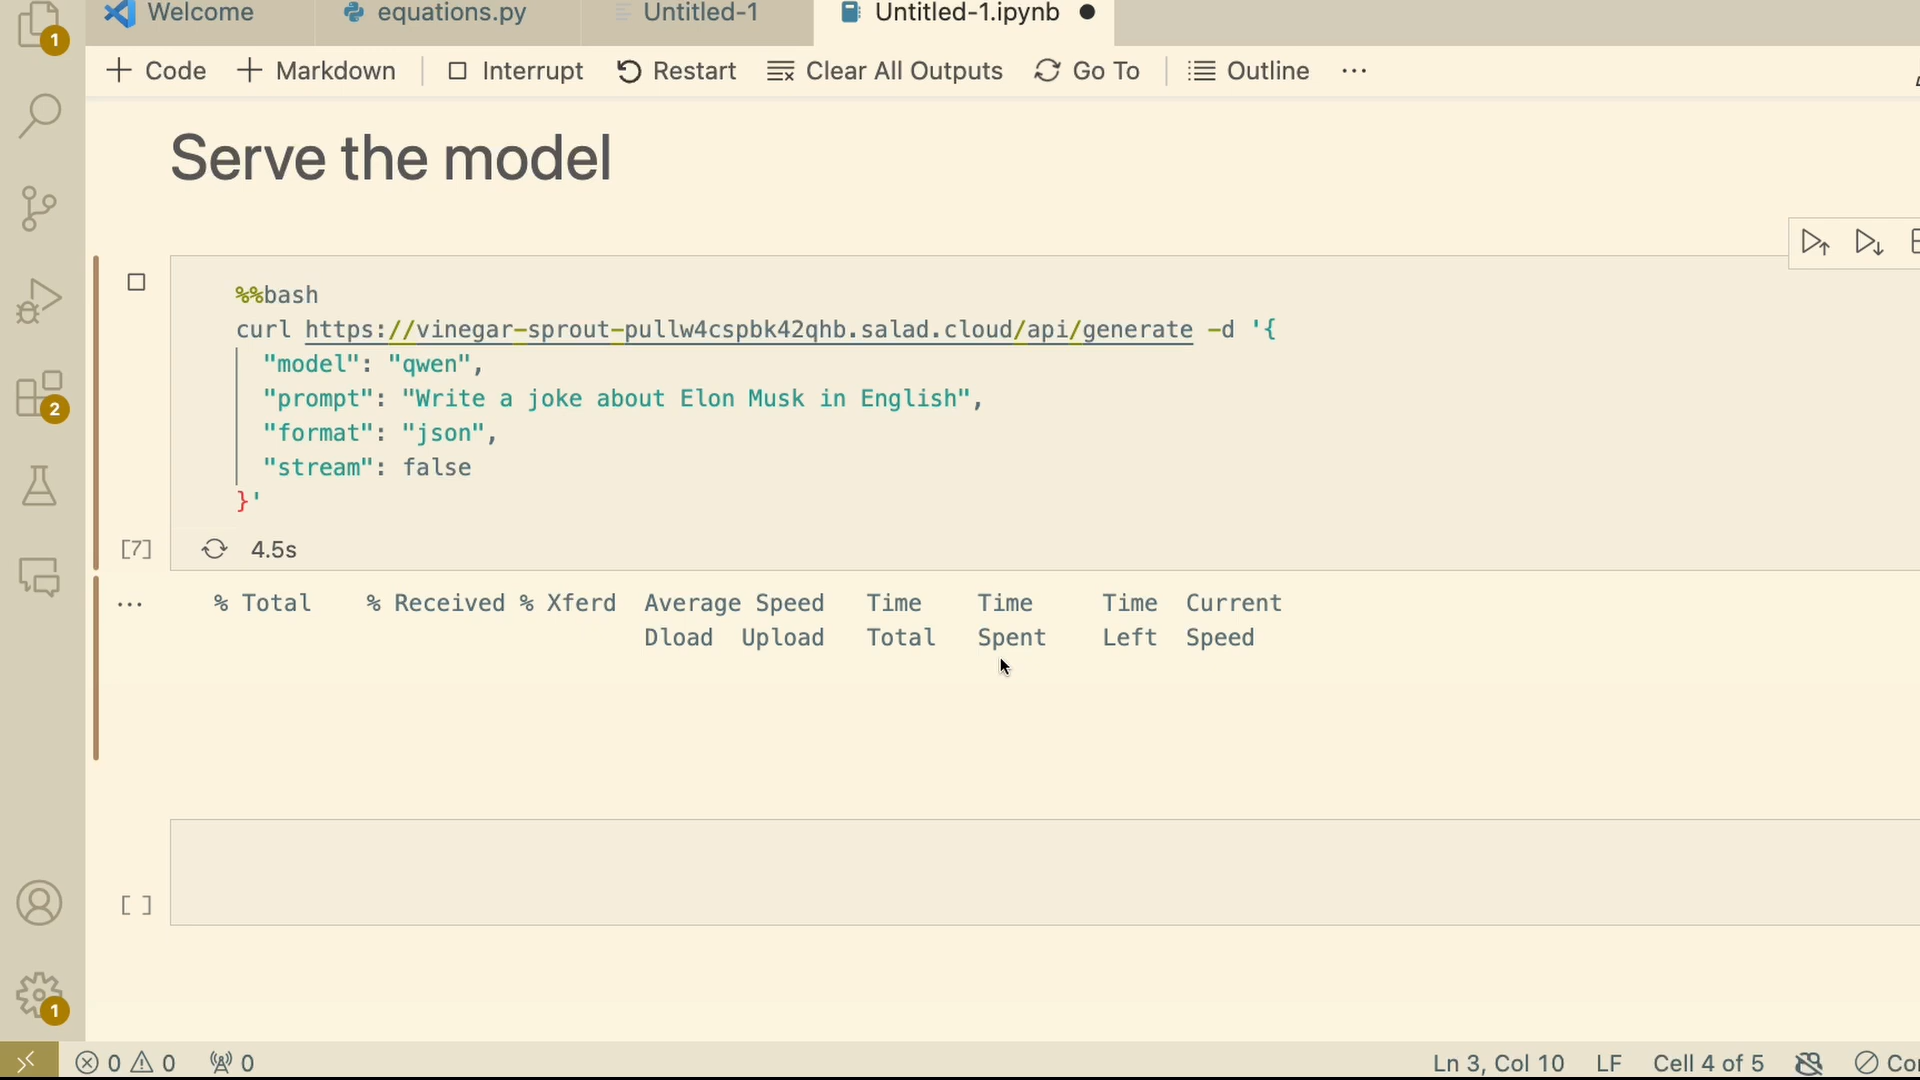 1
Welcome
equations.py
Untitled-1
Untitled-1.ipynb
Code
Markdown
Interrupt
Restart
Clear All Outputs
Go To
Outline
Serve the model
%%bash
curl https://vinegar-sprout-pullw4cspbk42qhb.salad.cloud/api/generate -d '{
"model": "qwen",
"prompt": "Write a joke about Elon Musk in English",
"format": "json",
"stream": false
}'
2
[7] 4.5s
% Total % Received % Xferd Average Speed Time Time Time Current
Dload Upload Total Spent Left Speed
[ ]
1
0 0 0
Ln 3, Col 10 LF Cell 4 of 5